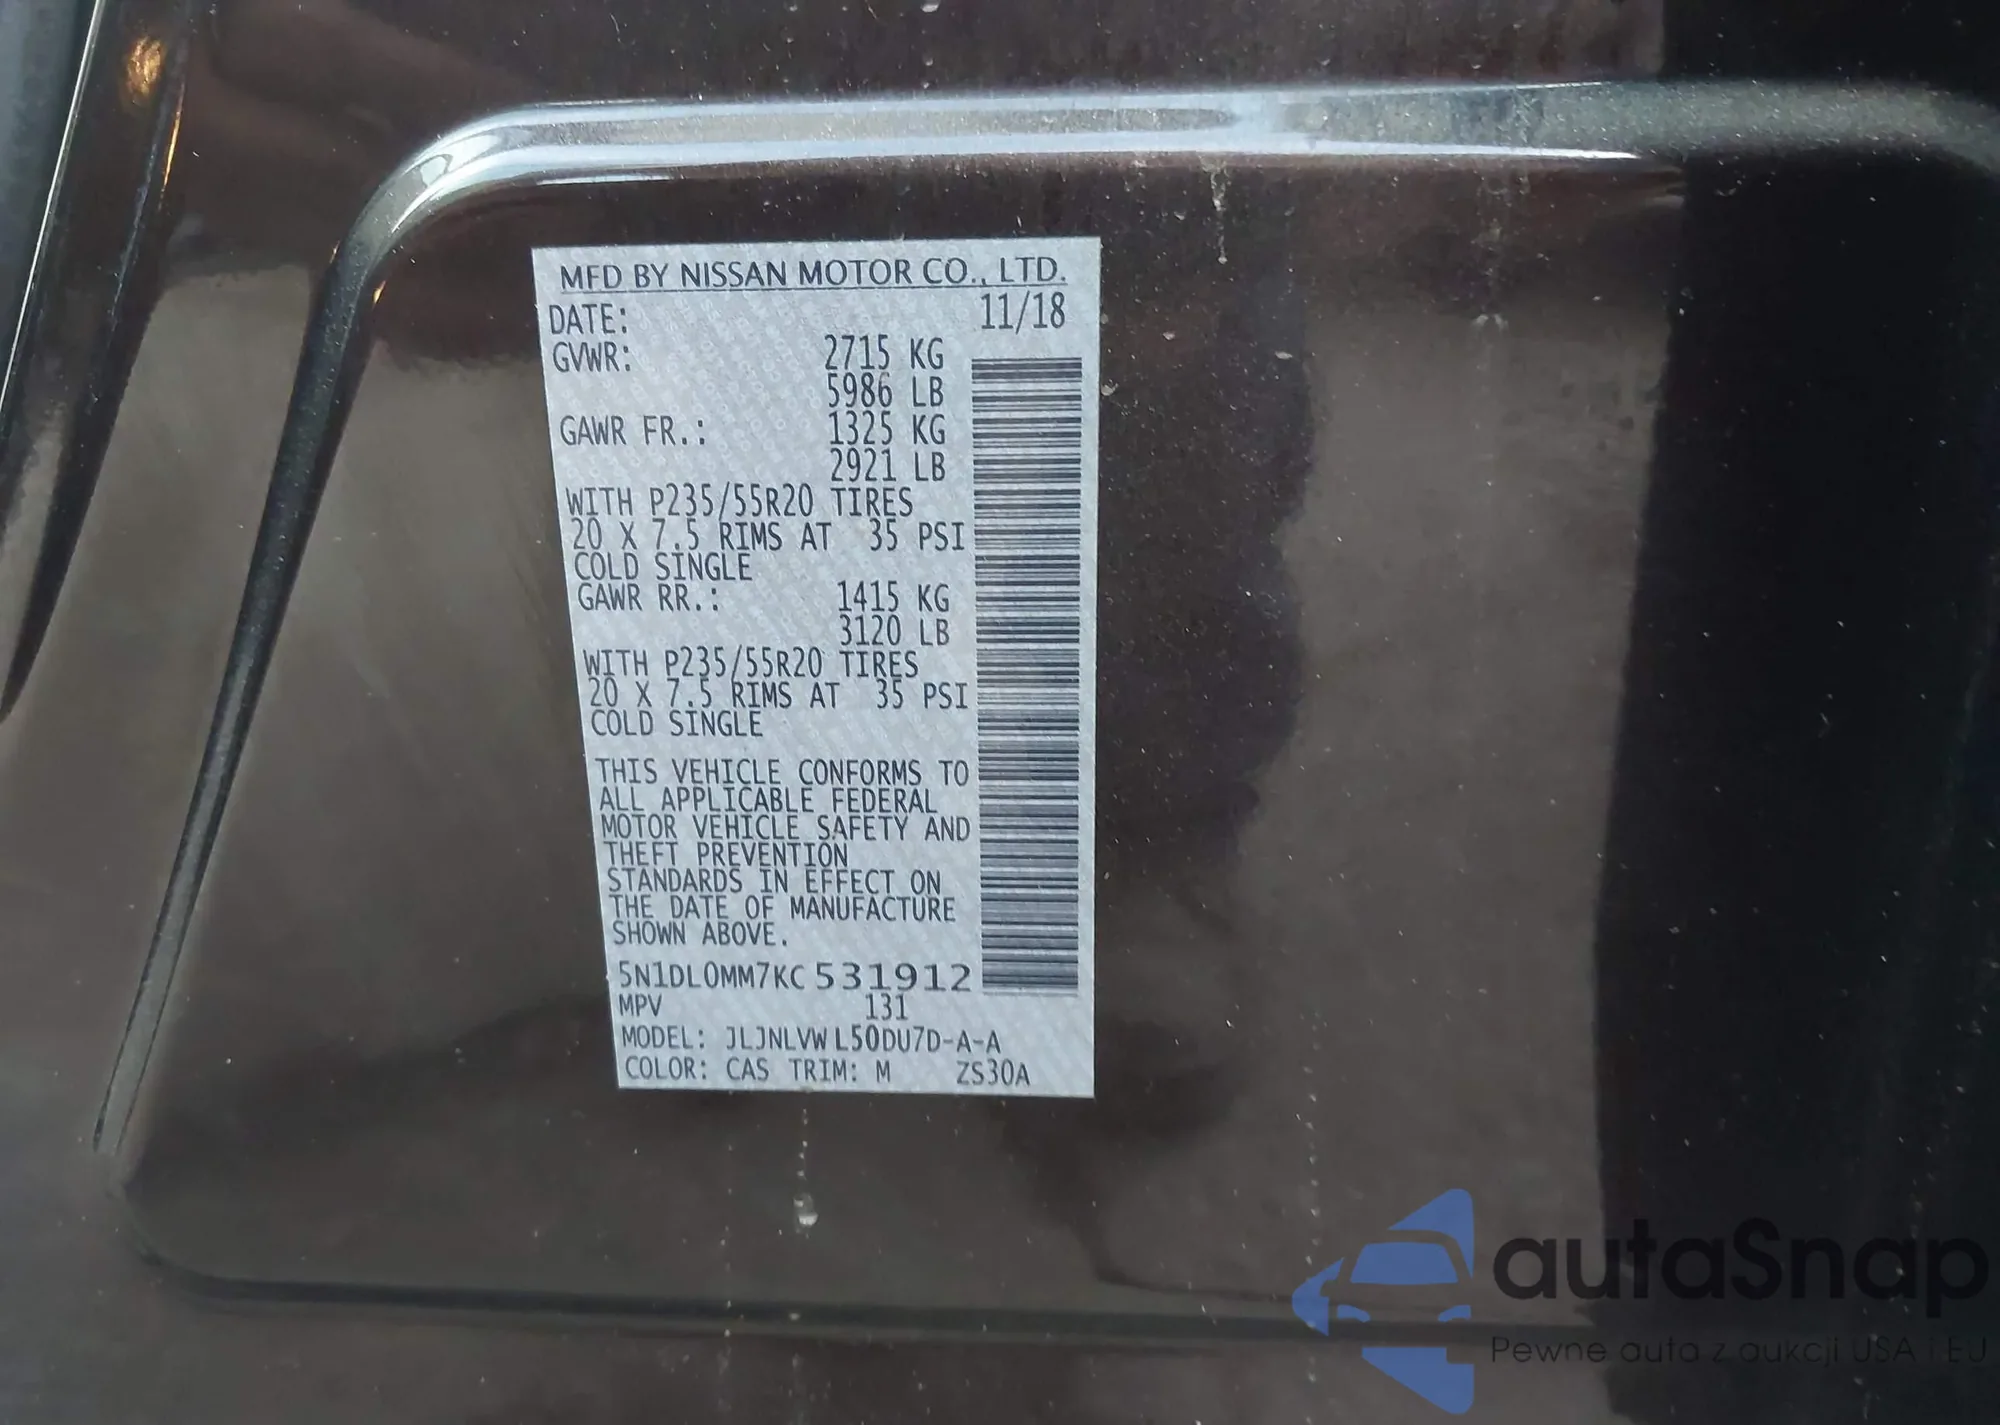 MFD BY NISSAN MOTOR CO., LTD.
DATE: 11/18
GVWR: 2715 KG
5986 LB
GAWR FR.: 1325 KG
2921 LB
WITH P235/55R20 TIRES
20 X 7.5 RIMS AT 35 PSI
COLD SINGLE
GAWR RR.: 1415 KG
3120 LB
WITH P235/55R20 TIRES
20 X 7.5 RIMS AT 35 PSI
COLD SINGLE
THIS VEHICLE CONFORMS TO
ALL APPLICABLE FEDERAL
MOTOR VEHICLE SAFETY AND
THEFT PREVENTION
STANDARDS IN EFFECT ON
THE DATE OF MANUFACTURE
SHOWN ABOVE.
5N1DL0MM7KC531912
MPV 131
MODEL: JLJNLVW L50DU7D-A-A
COLOR: CAS TRIM: M ZS30A
autaSnap
Pewne auta z aukcji USA i EU